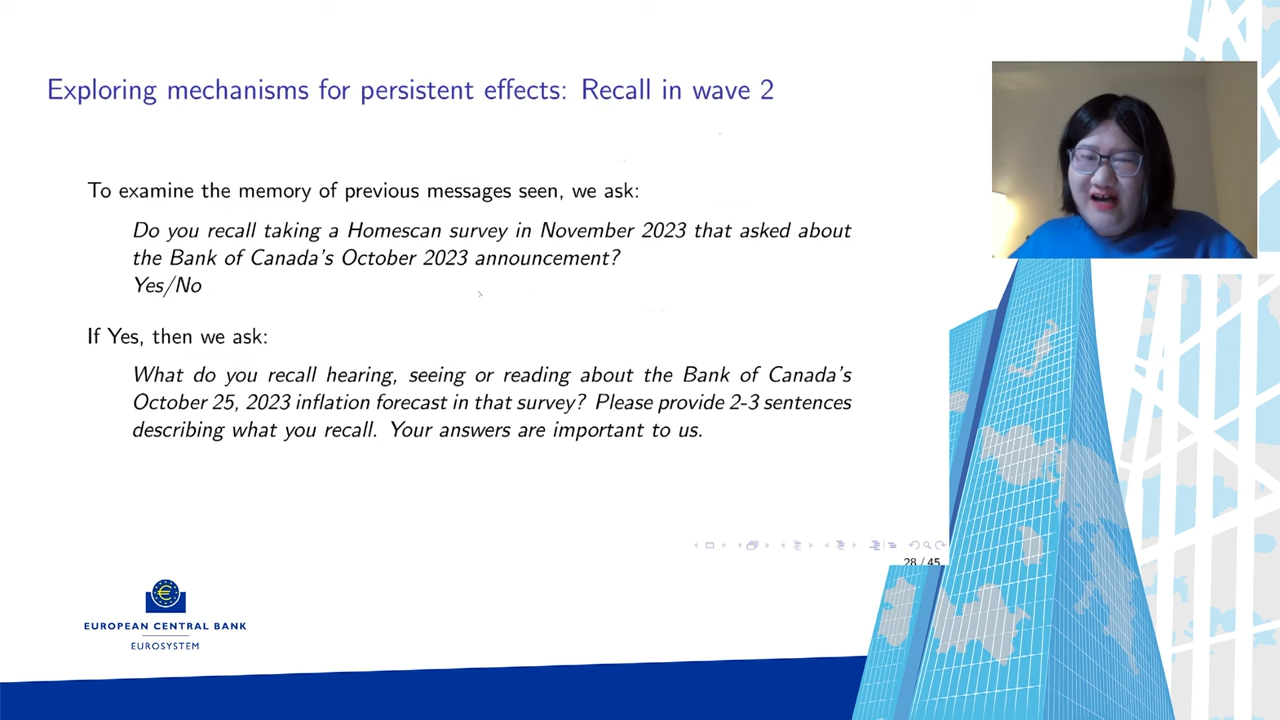 Exploring mechanisms for persistent effects: Recall in wave 2
To examine the memory of previous messages seen, we ask:
Do you recall taking a Homescan survey in November 2023 that asked about
the Bank of Canada's October 2023 announcement?
Yes/No
If Yes, then we ask:
What do you recall hearing, seeing or reading about the Bank of Canada's
October 25, 2023 inflation forecast in that survey? Please provide 2-3 sentences
describing what you recall. Your answers are important to us.
28 / 45
EUROPEAN CENTRAL BANK
EUROSYSTEM